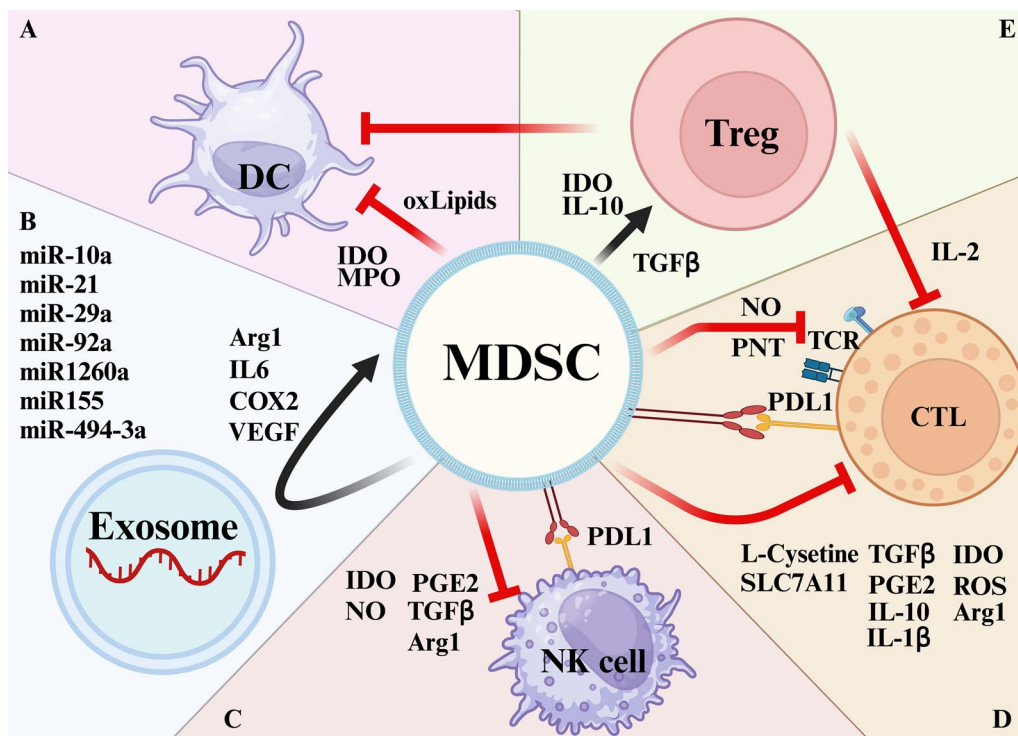 A
DC
oxLipids
IDO
MPO
B
miR-10a
miR-21
miR-29a
miR-92a
miR1260a
miR155
miR-494-3a
Arg1
IL6
COX2
VEGF
Exosome
MDSC
C
IDO
NO
PGE2
TGFβ
Arg1
PDL1
NK cell
D
NO
PNT
TCR
PDL1
CTL
IL-2
L-Cysetine
SLC7A11
TGFβ
PGE2
IL-10
IL-1β
IDO
ROS
Arg1
E
Treg
IDO
IL-10
TGFβ